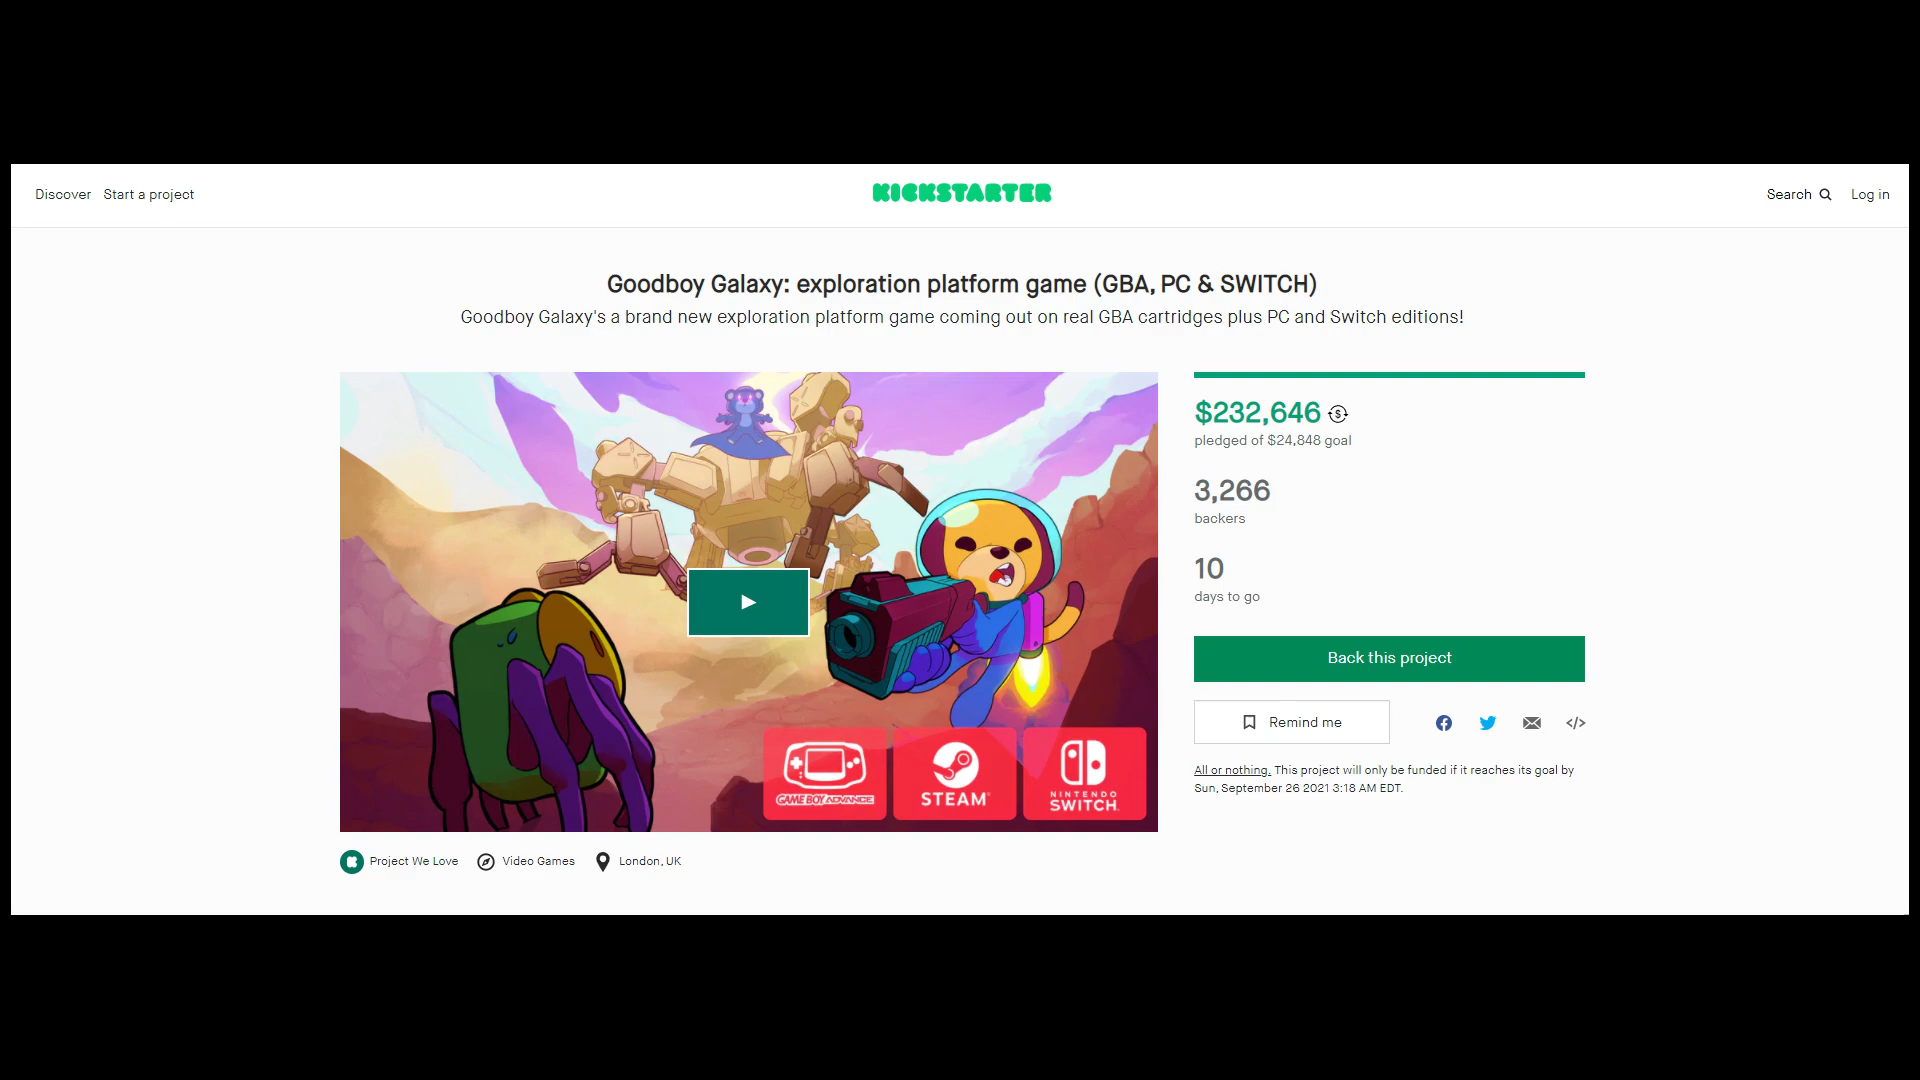 Discover Start a project
KICKSTARTER
Search Log in
Goodboy Galaxy: exploration platform game (GBA, PC & SWITCH)
Goodboy Galaxy's a brand new exploration platform game coming out on real GBA cartridges plus PC and Switch editions!
$232,646
pledged of $24,848 goal
3,266
backers
10
days to go
Back this project
Remind me
All or nothing. This project will only be funded if it reaches its goal by
Sun, September 26 2021 3:18 AM EDT.
GAME BOY ADVANCE
STEAM
NINTENDO
SWITCH
Project We Love Video Games London, UK